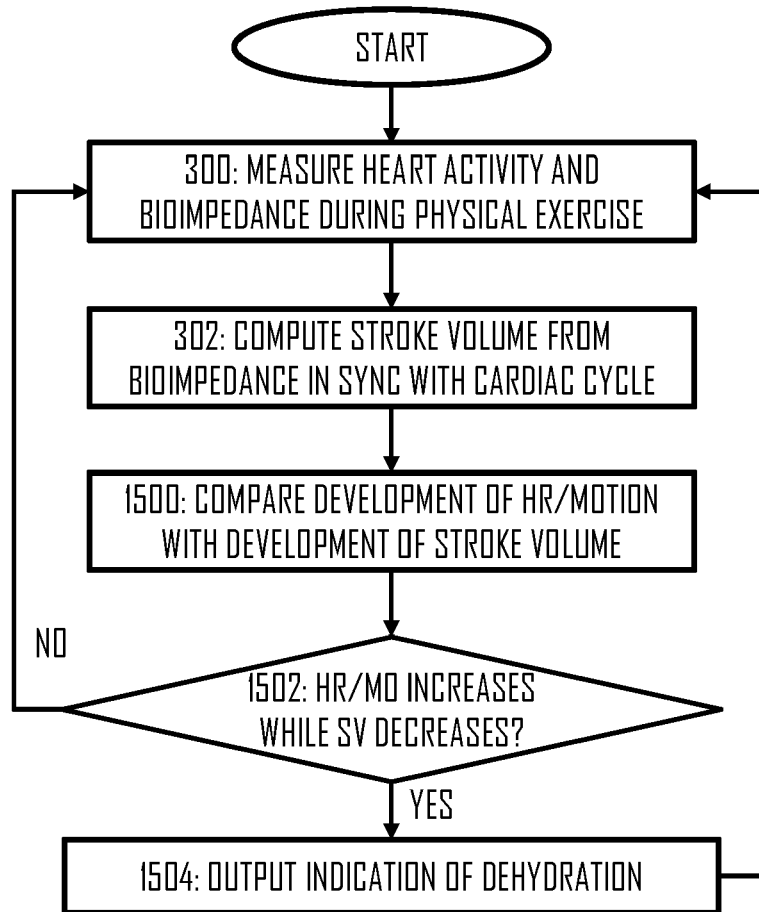 START
300: MEASURE HEART ACTIVITY AND
BIOIMPEDANCE DURING PHYSICAL EXERCISE
302: COMPUTE STROKE VOLUME FROM
BIOIMPEDANCE IN SYNC WITH CARDIAC CYCLE
1500: COMPARE DEVELOPMENT OF HR/MOTION
WITH DEVELOPMENT OF STROKE VOLUME
NO
1502: HR/MO INCREASES
WHILE SV DECREASES?
YES
1504: OUTPUT INDICATION OF DEHYDRATION